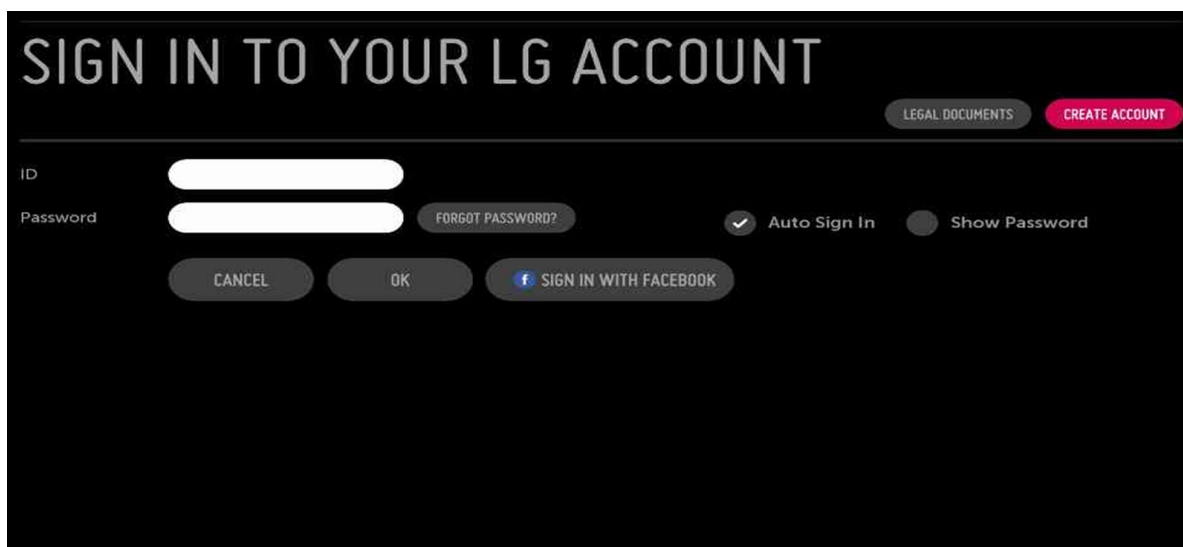 SIGN IN TO YOUR LG ACCOUNT
LEGAL DOCUMENTS CREATE ACCOUNT
ID
Password FORGOT PASSWORD? Auto Sign In Show Password
CANCEL OK f SIGN IN WITH FACEBOOK